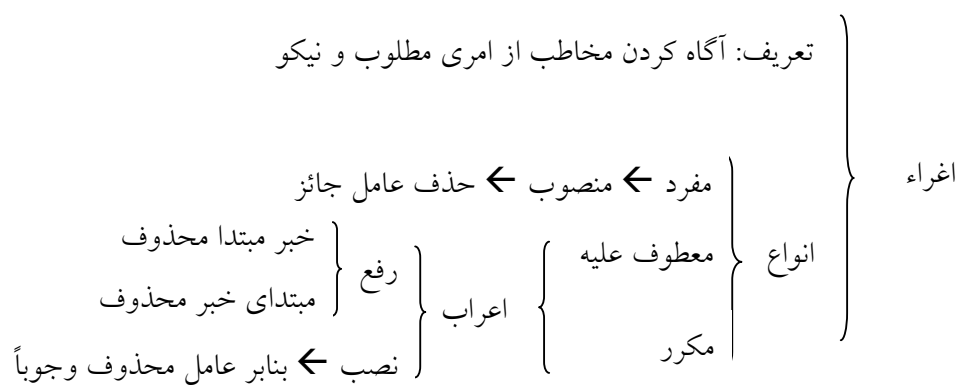 اغراء
تعریف: آگاه کردن مخاطب از امری مطلوب و نیکو
انواع
مفرد ← منصوب ← حذف عامل جائز
معطوف علیه
مکرر
اعراب
رفع
خبر مبتدا محذوف
مبتدای خبر محذوف
نصب ← بنابر عامل محذوف وجوباً